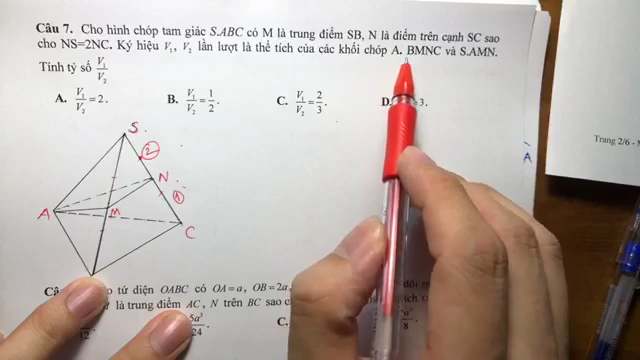 Câu 7. Cho hình chóp tam giác S.ABC có M là trung điểm SB, N là điểm trên cạnh SC sao
cho NS=2NC. Ký hiệu V₁, V₂ lần lượt là thể tích của các khối chóp A. BMNC và S.AMN.
Tính tỷ số V₁/V₂
A. V₁/V₂ = 2. B. V₁/V₂ = 1/2. C. V₁/V₂ = 2/3. D. 3.
Trang 2/6 -
S
2
N
1
A
M
C
A
tứ diện OABC có OA=a, OB=2a,
là trung điểm AC, N trên BC
12
5a³/24
C.
8